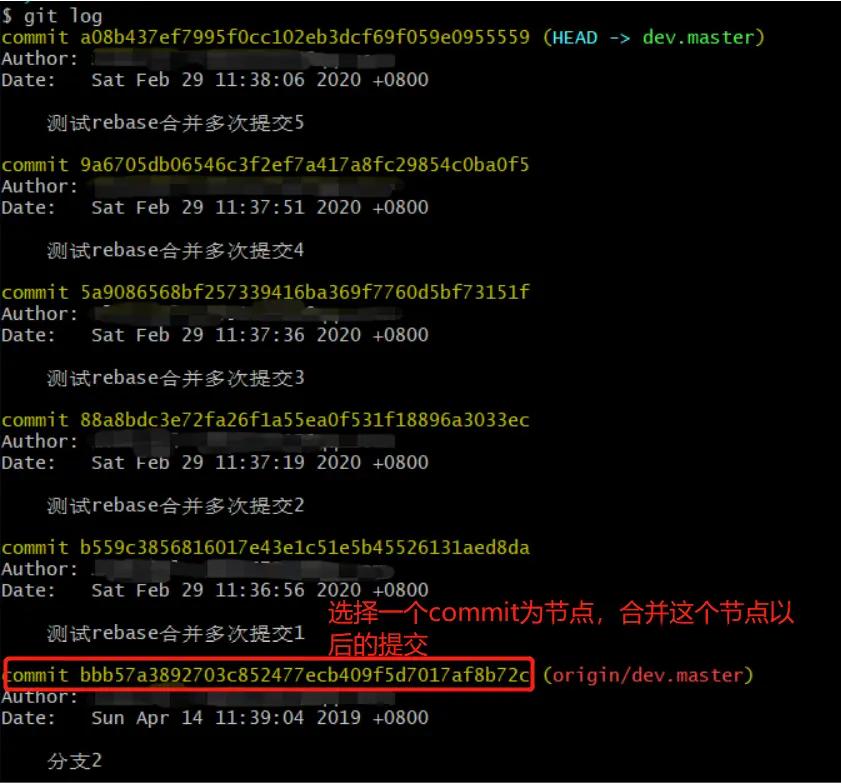 $ git log
commit a08b437ef7995f0cc102eb3dcf69f059e0955559 (HEAD -> dev.master)
Author:
Date:   Sat Feb 29 11:38:06 2020 +0800
测试rebase合并多次提交5
commit 9a6705db06546c3f2ef7a417a8fc29854c0ba0f5
Author:
Date:   Sat Feb 29 11:37:51 2020 +0800
测试rebase合并多次提交4
commit 5a9086568bf257339416ba369f7760d5bf73151f
Author:
Date:   Sat Feb 29 11:37:36 2020 +0800
测试rebase合并多次提交3
commit 88a8bdc3e72fa26f1a55ea0f531f18896a3033ec
Author:
Date:   Sat Feb 29 11:37:19 2020 +0800
测试rebase合并多次提交2
commit b559c3856816017e43e1c51e5b45526131aed8da
Author:
Date:   Sat Feb 29 11:36:56 2020 +0800
测试rebase合并多次提交1
选择一个commit为节点，合并这个节点以
后的提交
commit bbb57a3892703c852477ecb409f5d7017af8b72c (origin/dev.master)
Author:
Date:   Sun Apr 14 11:39:04 2019 +0800
分支2